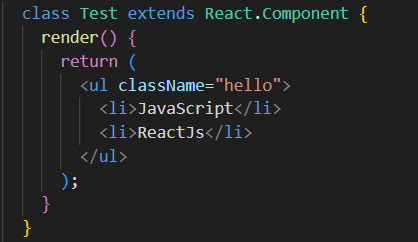 class Test extends React.Component {
render() {
return (
<ul className="hello">
<li>JavaScript</li>
<li>ReactJs</li>
</ul>
);
}
}